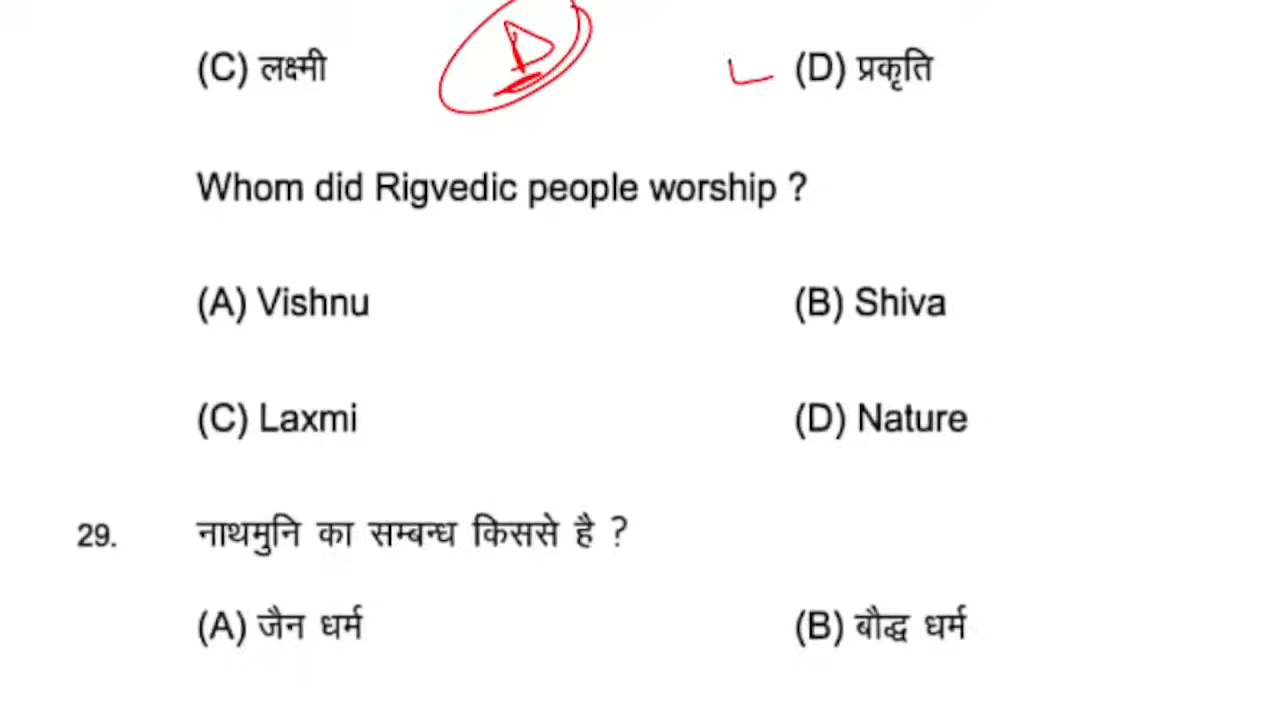 (C) लक्ष्मी D (D) प्रकृति
Whom did Rigvedic people worship ?
(A) Vishnu (B) Shiva
(C) Laxmi (D) Nature
29. नाथमुनि का सम्बन्ध किससे है ?
(A) जैन धर्म (B) बौद्ध धर्म